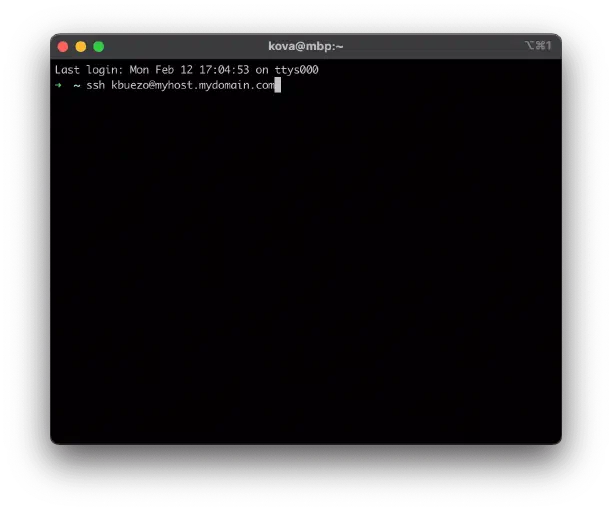 kova@mbp:~
⌥⌘1
Last login: Mon Feb 12 17:04:53 on ttys000
→ ~ ssh kbuezo@myhost.mydomain.com